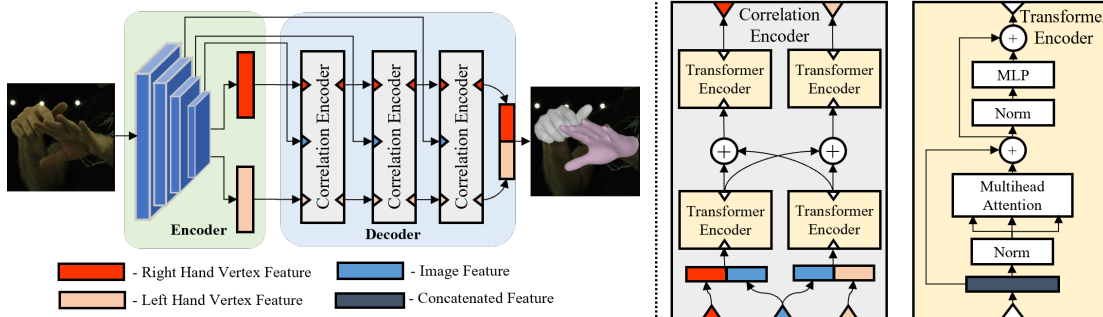 Encoder
Decoder
Correlation Encoder
Correlation Encoder
Correlation Encoder
- Right Hand Vertex Feature
- Image Feature
- Left Hand Vertex Feature
- Concatenated Feature
Correlation
Encoder
Transformer
Encoder
Transformer
Encoder
+
+
Transformer
Encoder
Transformer
Encoder
Transformer
Encoder
+
MLP
Norm
+
Multihead
Attention
Norm